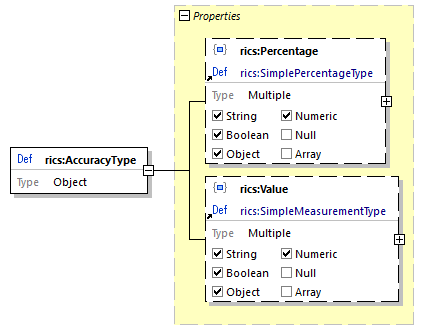 Properties
rics:Percentage
Def rics:SimplePercentageType
Type Multiple
String Numeric
Boolean Null
Object Array
Def rics:AccuracyType
Type Object
rics:Value
Def rics:SimpleMeasurementType
Type Multiple
String Numeric
Boolean Null
Object Array